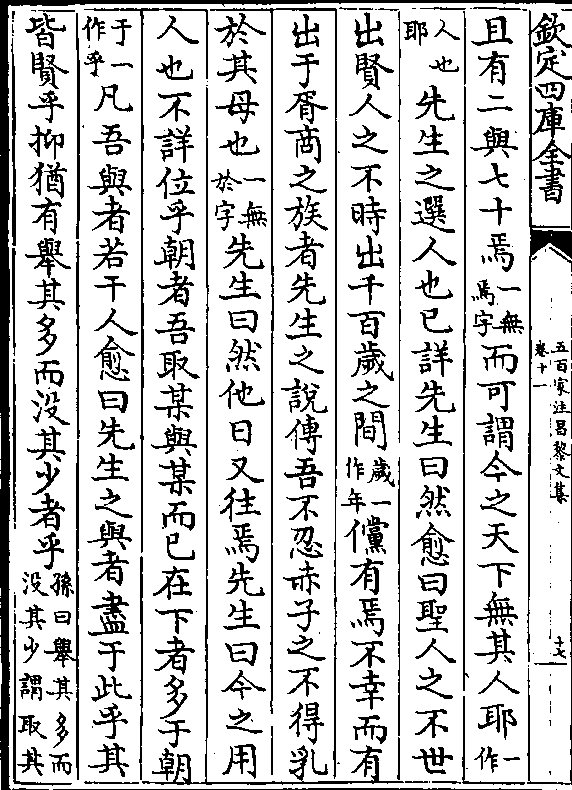 欽定四庫全書
五百家注昌黎文集
卷十一
十六
且有二與七十焉一無焉字而可謂今之天下無其人耶一作
人也耶先生之選人也已詳先生曰然愈曰聖人之不世
出賢人之不時出千百歲之間歲一作年儻有焉不幸而有
出于胥商之族者先生之說傳吾不忍赤子之不得乳
於其母也一無於字先生曰然他日又往焉先生曰今之用
人也不詳位乎朝者吾取某與某而已在下者多于朝
于一作乎凡吾與者若干人愈曰先生之與者盡于此乎其
皆賢乎抑猶有舉其多而没其少者乎孫曰舉其多而没其少謂取其